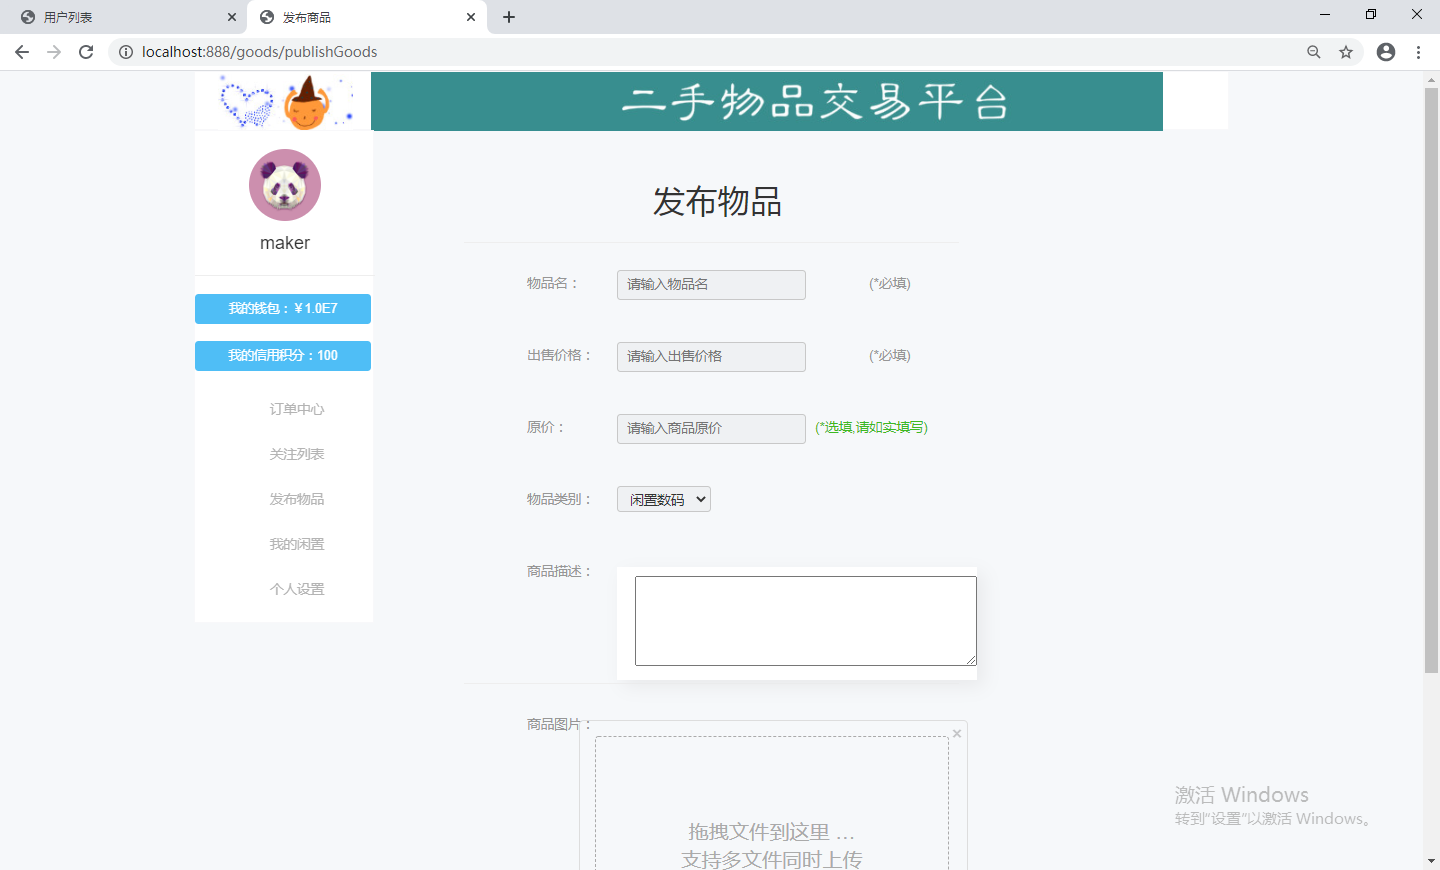 用户列表
发布商品
localhost:888/goods/publishGoods
二手物品交易平台
maker
我的钱包：￥1.0E7
我的信用积分：100
订单中心
关注列表
发布物品
我的闲置
个人设置
发布物品
物品名：
请输入物品名
(*必填)
出售价格：
请输入出售价格
(*必填)
原价：
请输入商品原价
(*选填,请如实填写)
物品类别：
闲置数码
商品描述：
商品图片：
拖拽文件到这里 …
支持多文件同时上传
激活 Windows
转到"设置"以激活 Windows。